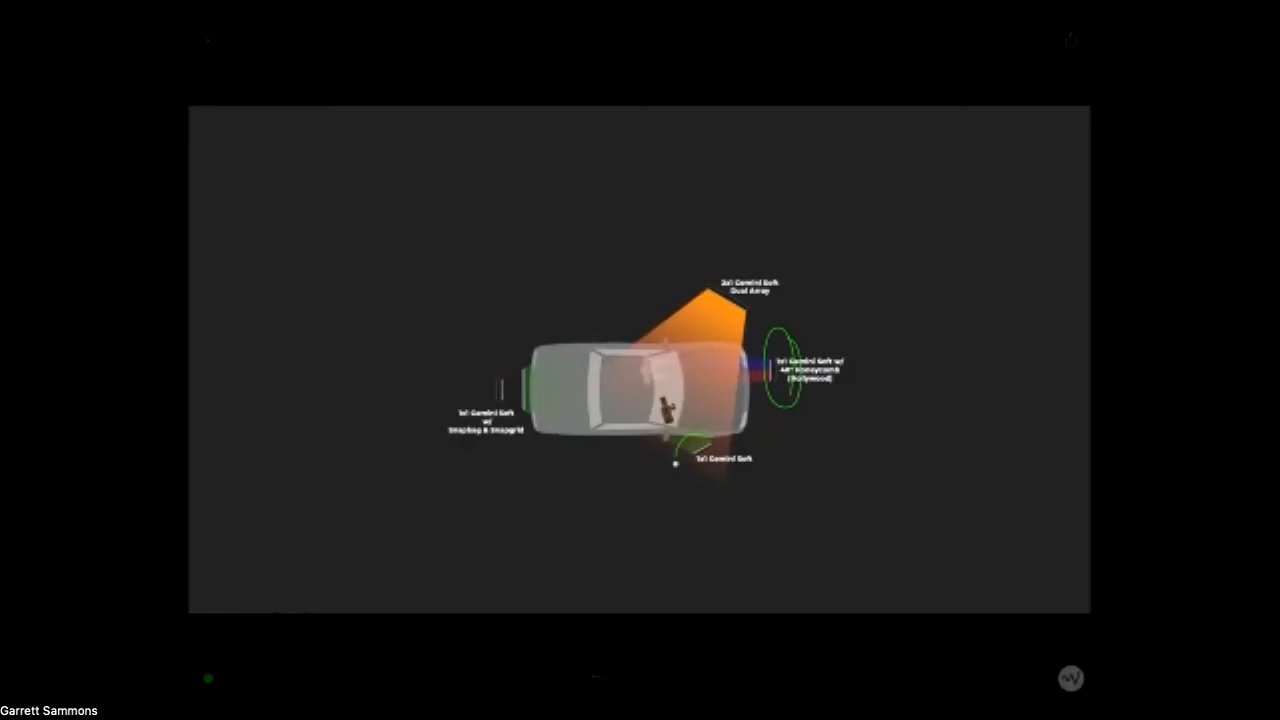 2x1 Gemini Soft
Dual Array
1x1 Gemini Soft w/
40° Honeycomb
(Hollywood)
1x1 Gemini Soft
w/
Snapbag & Snapgrid
1x1 Gemini Soft
Garrett Sammons